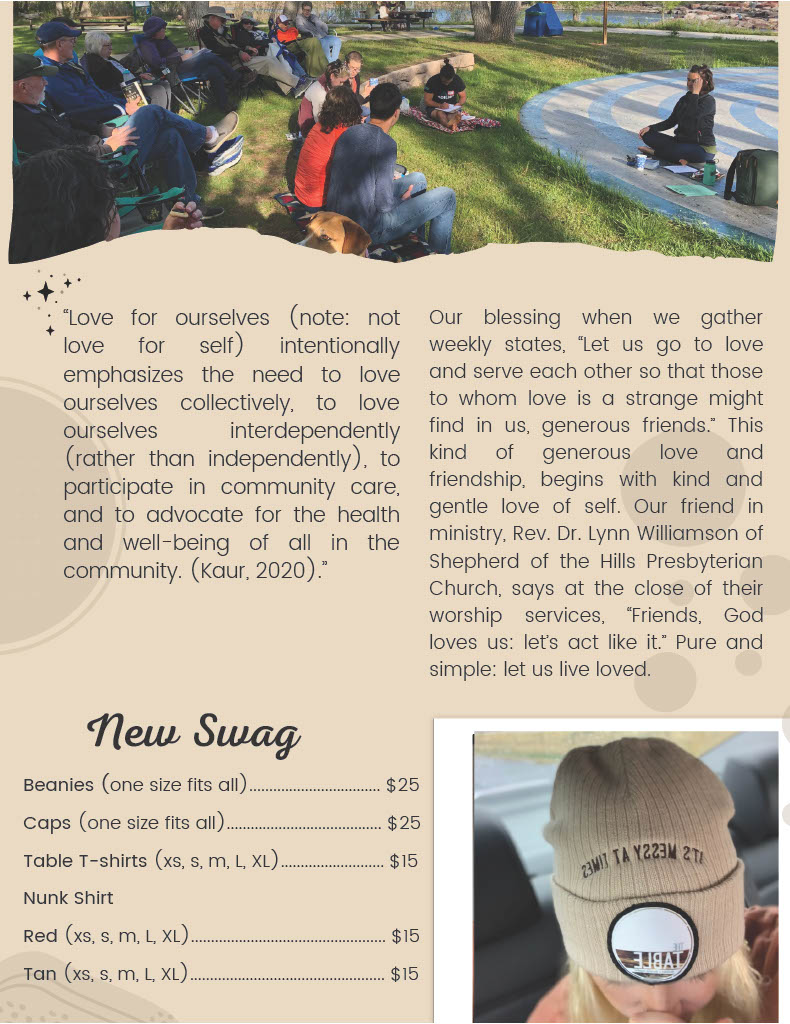 “Love for ourselves (note: not
love for self) intentionally
emphasizes the need to love
ourselves collectively, to love
ourselves interdependently
(rather than independently), to
participate in community care,
and to advocate for the health
and well-being of all in the
community. (Kaur, 2020).”
Our blessing when we gather
weekly states, “Let us go to love
and serve each other so that those
to whom love is a strange might
find in us, generous friends.” This
kind of generous love and
friendship, begins with kind and
gentle love of self. Our friend in
ministry, Rev. Dr. Lynn Williamson of
Shepherd of the Hills Presbyterian
Church, says at the close of their
worship services, “Friends, God
loves us: let’s act like it.” Pure and
simple: let us live loved.
New Swag
Beanies (one size fits all)................................ $25
Caps (one size fits all)...................................... $25
Table T-shirts (xs, s, m, L, XL)......................... $15
Nunk Shirt
Red (xs, s, m, L, XL)................................................ $15
Tan (xs, s, m, L, XL)................................................ $15
IT'S MESSY AT TIMES
THE
TABLE